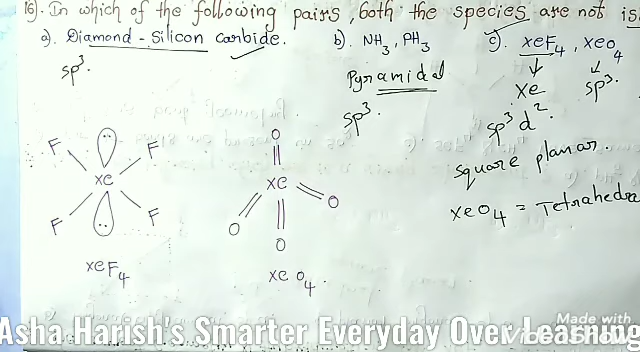 16). In which of the following pairs, both the species are not is
a). Diamond - Silicon carbide. b). NH3, PH3 c). XeF4, XeO4
sp³. Pyramidal Xe sp³.
sp³. sp³d².
square planar.
XeO4 = Tetrahedra
F F
Xe
F F
XeF4
O
Xe
O O
O
XeO4.
Made with
VideoShow
Asha Harish's Smarter Everyday Over Learning